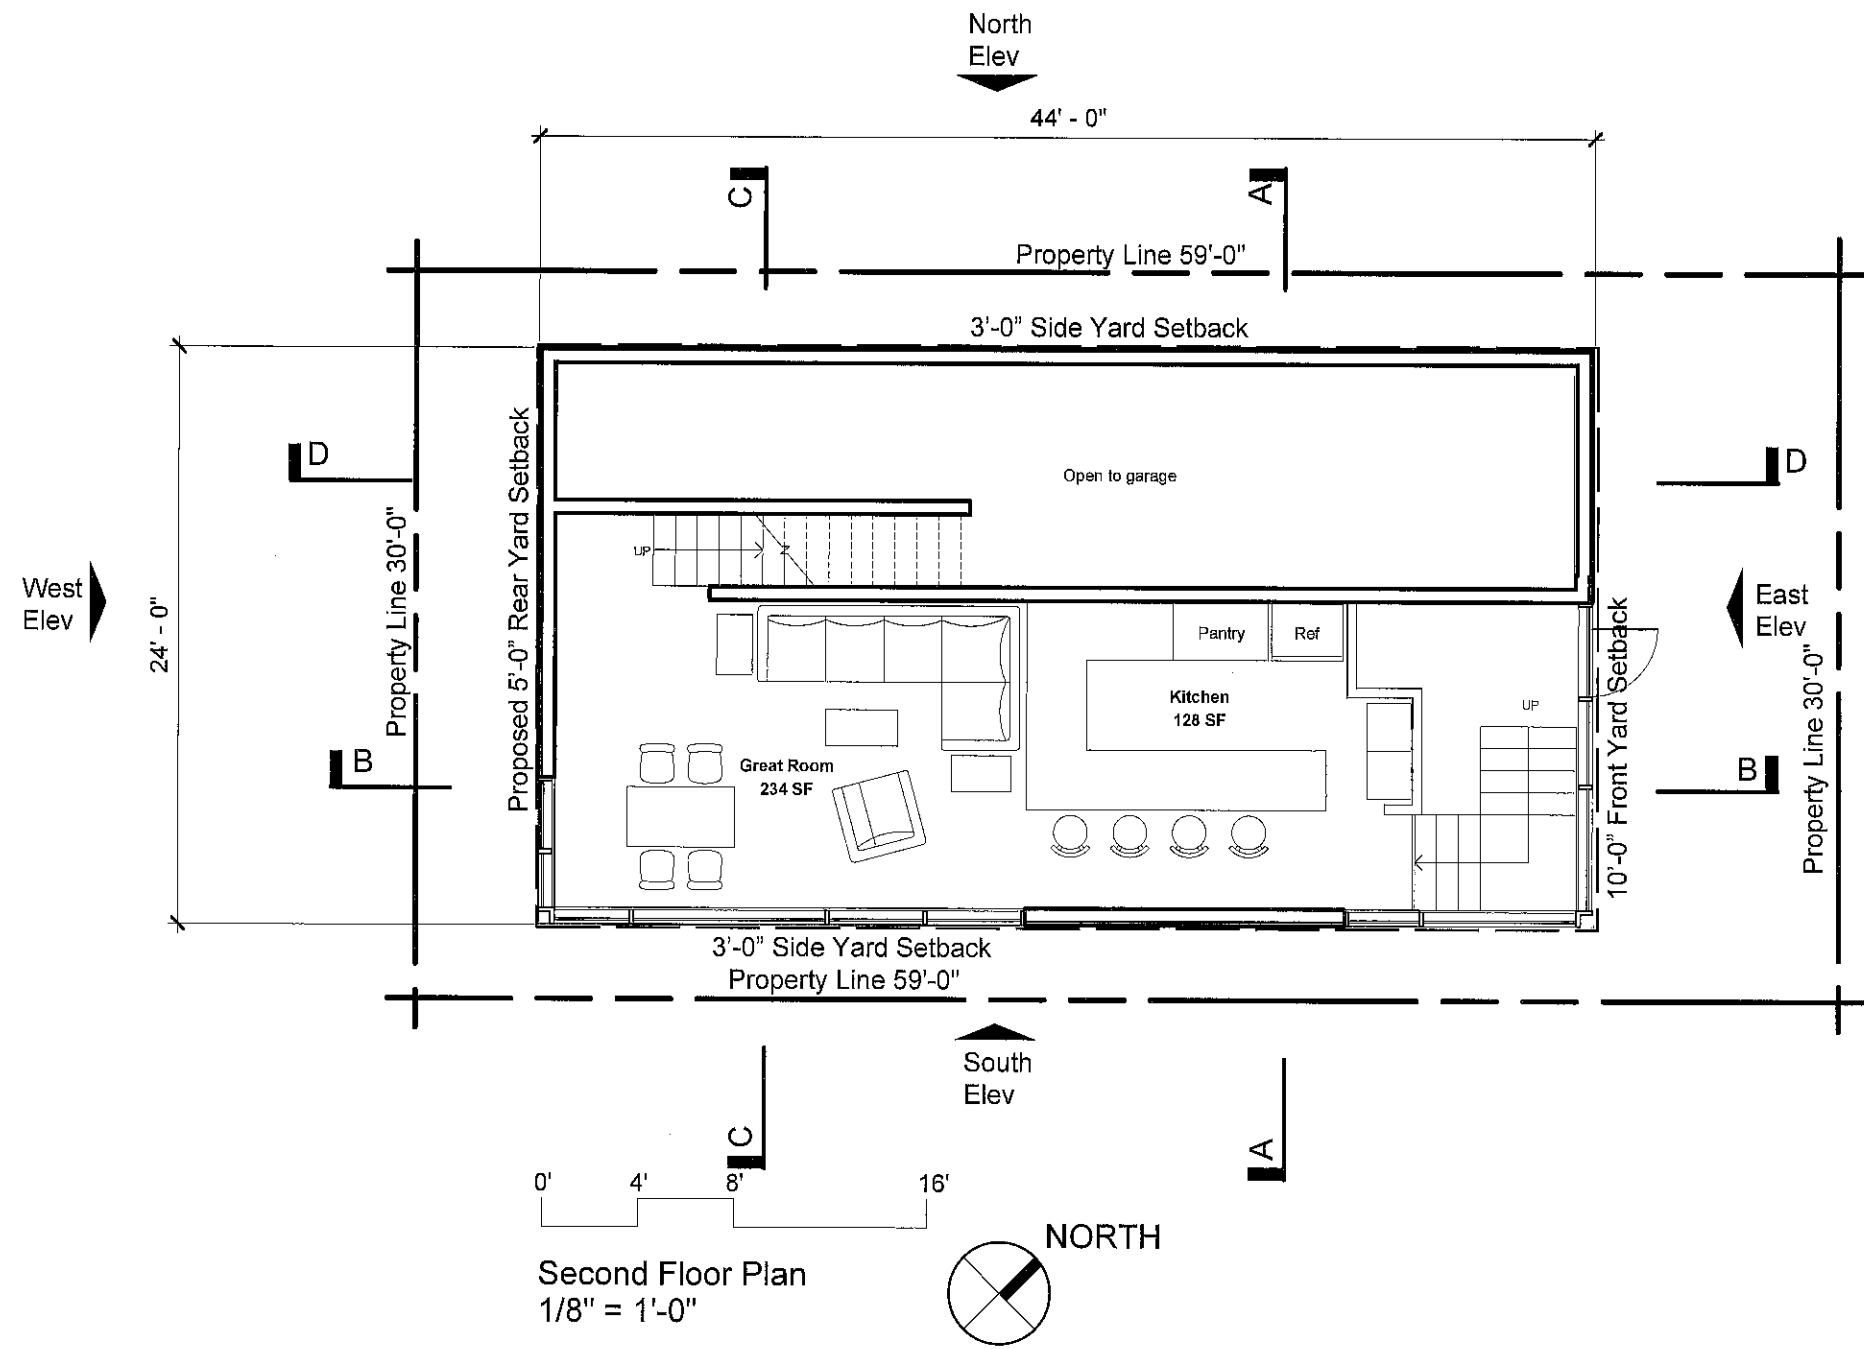 North
Elev
44' - 0"
C
A
Property Line 59'-0"
3'-0" Side Yard Setback
D
D
Open to garage
UP
West
Elev
24' - 0"
Property Line 30'-0"
Proposed 5'-0" Rear Yard Setback
Pantry
Ref
East
Elev
Kitchen
128 SF
UP
10'-0" Front Yard Setback
Property Line 30'-0"
B
Great Room
234 SF
B
3'-0" Side Yard Setback
Property Line 59'-0"
South
Elev
C
A
0' 4' 8' 16'
NORTH
Second Floor Plan
1/8" = 1'-0"